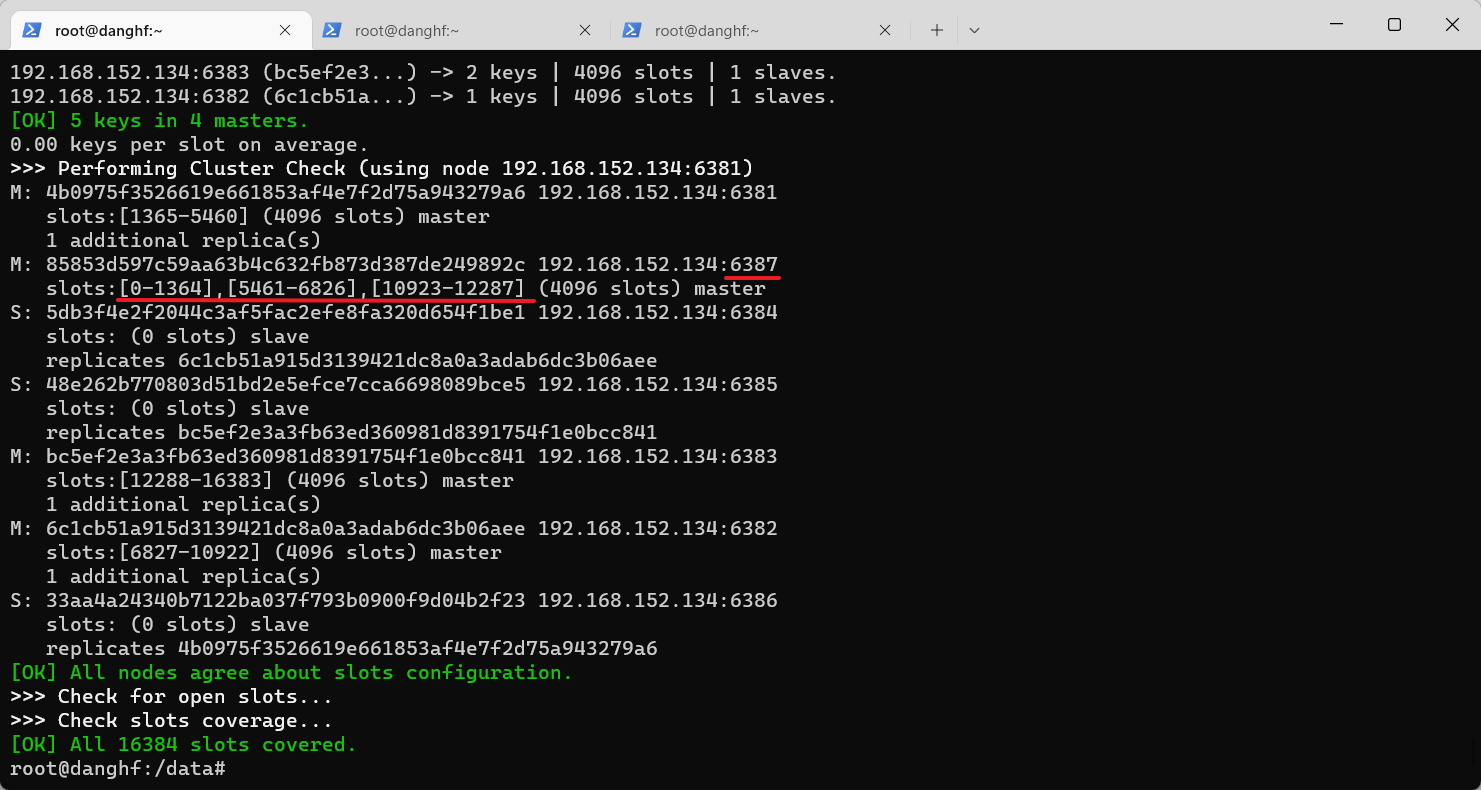 root@danghf:~
root@danghf:~
root@danghf:~
192.168.152.134:6383 (bc5ef2e3...) -> 2 keys | 4096 slots | 1 slaves.
192.168.152.134:6382 (6c1cb51a...) -> 1 keys | 4096 slots | 1 slaves.
[OK] 5 keys in 4 masters.
0.00 keys per slot on average.
>>> Performing Cluster Check (using node 192.168.152.134:6381)
M: 4b0975f3526619e661853af4e7f2d75a943279a6 192.168.152.134:6381
   slots:[1365-5460] (4096 slots) master
   1 additional replica(s)
M: 85853d597c59aa63b4c632fb873d387de249892c 192.168.152.134:6387
   slots:[0-1364],[5461-6826],[10923-12287] (4096 slots) master
S: 5db3f4e2f2044c3af5fac2efe8fa320d654f1be1 192.168.152.134:6384
   slots: (0 slots) slave
   replicates 6c1cb51a915d3139421dc8a0a3adab6dc3b06aee
S: 48e262b770803d51bd2e5efce7cca6698089bce5 192.168.152.134:6385
   slots: (0 slots) slave
   replicates bc5ef2e3a3fb63ed360981d8391754f1e0bcc841
M: bc5ef2e3a3fb63ed360981d8391754f1e0bcc841 192.168.152.134:6383
   slots:[12288-16383] (4096 slots) master
   1 additional replica(s)
M: 6c1cb51a915d3139421dc8a0a3adab6dc3b06aee 192.168.152.134:6382
   slots:[6827-10922] (4096 slots) master
   1 additional replica(s)
S: 33aa4a24340b7122ba037f793b0900f9d04b2f23 192.168.152.134:6386
   slots: (0 slots) slave
   replicates 4b0975f3526619e661853af4e7f2d75a943279a6
[OK] All nodes agree about slots configuration.
>>> Check for open slots...
>>> Check slots coverage...
[OK] All 16384 slots covered.
root@danghf:/data#